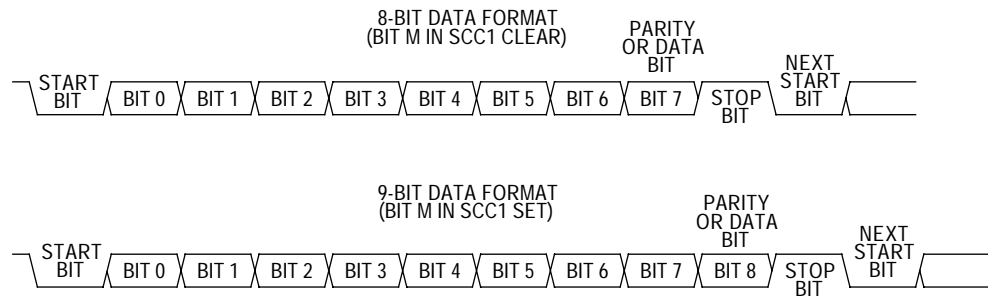 8-BIT DATA FORMAT
(BIT M IN SCC1 CLEAR)
PARITY
OR DATA
BIT
START
BIT
BIT 0
BIT 1
BIT 2
BIT 3
BIT 4
BIT 5
BIT 6
BIT 7
STOP
BIT
NEXT
START
BIT
9-BIT DATA FORMAT
(BIT M IN SCC1 SET)
PARITY
OR DATA
BIT
START
BIT
BIT 0
BIT 1
BIT 2
BIT 3
BIT 4
BIT 5
BIT 6
BIT 7
BIT 8
STOP
BIT
NEXT
START
BIT